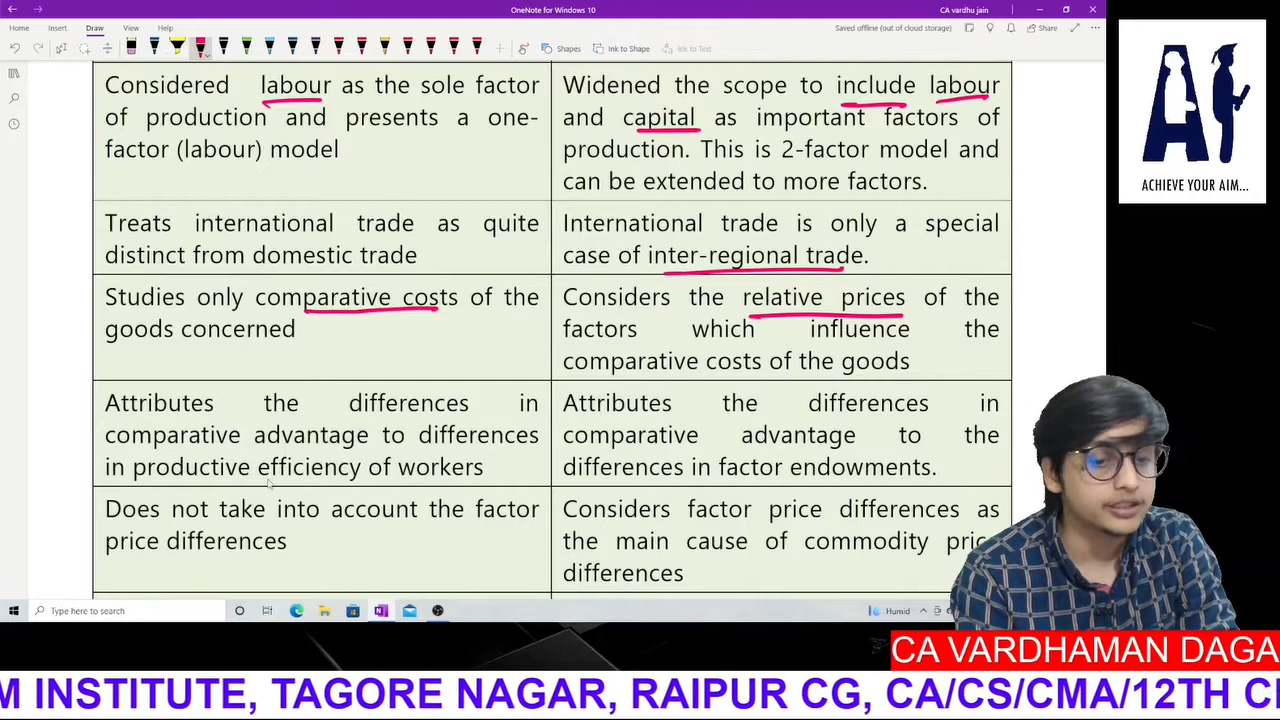 OneNote for Windows 10
CA vardhu jain
Home Insert Draw View Help
Saved offline (out of cloud storage)
Share
Shapes
Ink to Shape
Ink to Text
Considered labour as the sole factor
of production and presents a one-
factor (labour) model
Widened the scope to include labour
and capital as important factors of
production. This is 2-factor model and
can be extended to more factors.
Treats international trade as quite
distinct from domestic trade
International trade is only a special
case of inter-regional trade.
Studies only comparative costs of the
goods concerned
Considers the relative prices of the
factors which influence the
comparative costs of the goods
Attributes the differences in
comparative advantage to differences
in productive efficiency of workers
Attributes the differences in
comparative advantage to the
differences in factor endowments.
Does not take into account the factor
price differences
Considers factor price differences as
the main cause of commodity pric
differences
AI
ACHIEVE YOUR AIM...
Type here to search
Humid
CA VARDHAMAN DAGA
M INSTITUTE, TAGORE NAGAR, RAIPUR CG, CA/CS/CMA/12TH C